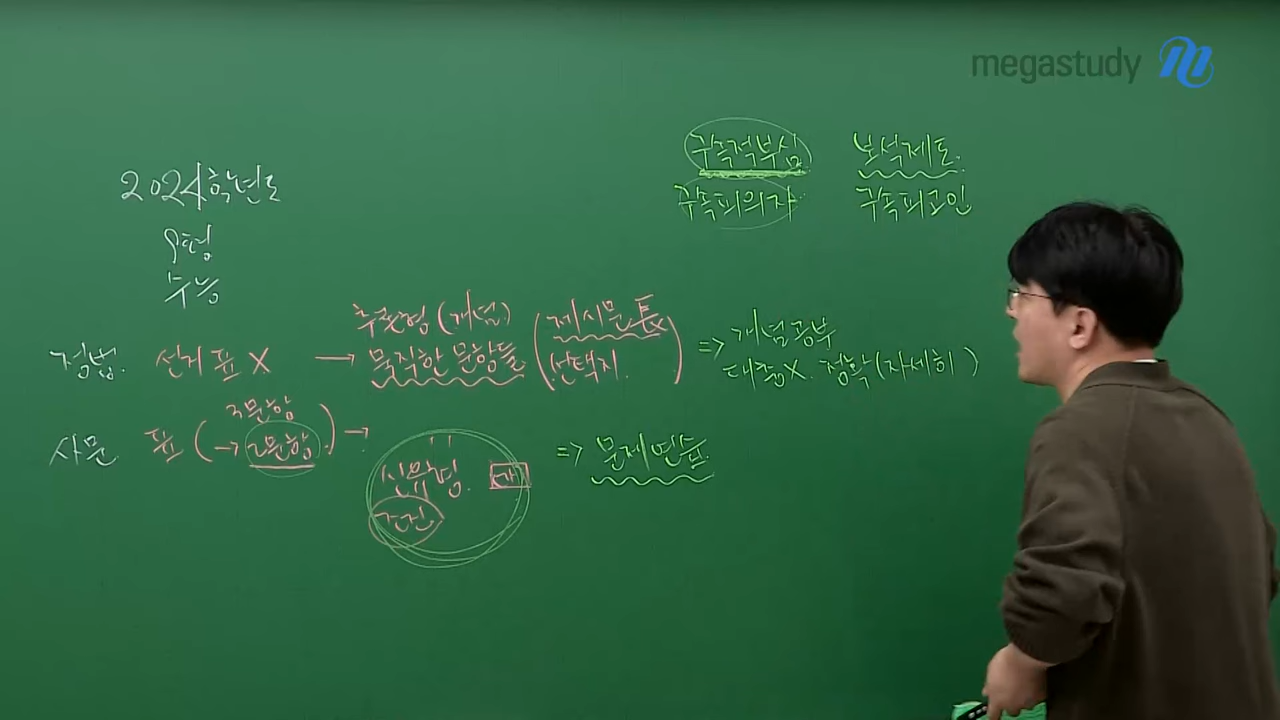 megastudy
구속적부심 보석제도.
구속피의자 구속피고인
2024학년도
9평
수능
추론형 (개념) (제시문 톤
정법. 선거 표 X → 묵직한 문항들 선택지.) => 개념공부
대충X. 정확(자세히)
3문항
사문. 표 (→ 2문항) →
신유형.
조건
=> 문제연습.